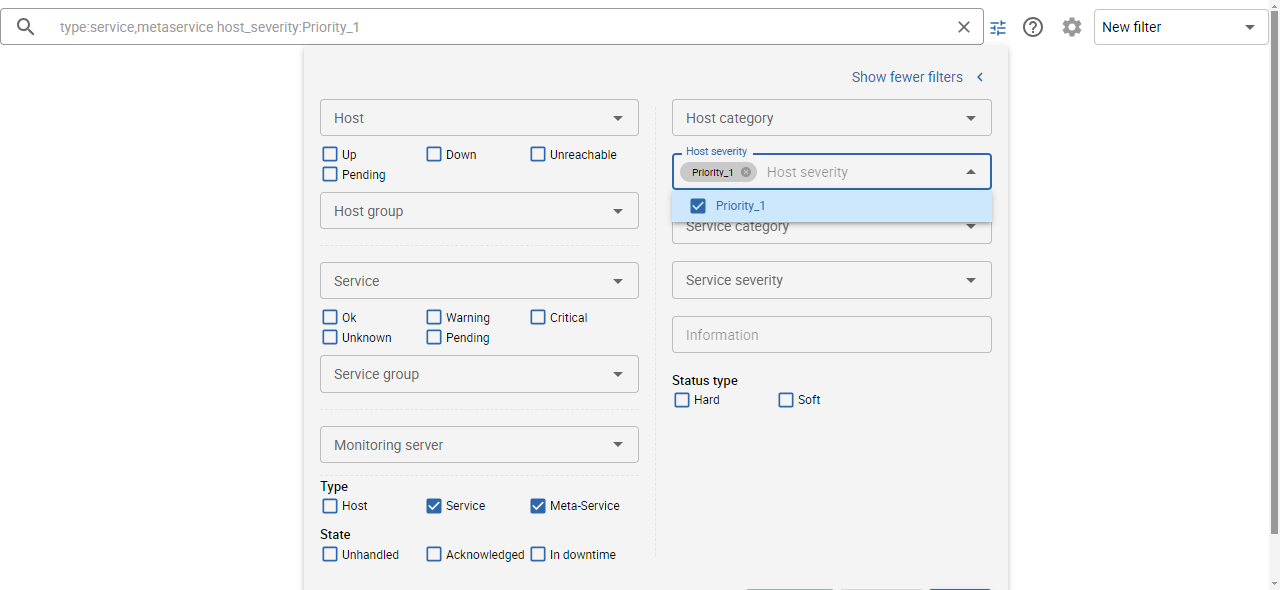 type:service,metaservice host_severity:Priority_1
New filter
Show fewer filters
Host
Up
Down
Unreachable
Pending
Host group
Service
Ok
Warning
Critical
Unknown
Pending
Service group
Monitoring server
Type
Host
Service
Meta-Service
State
Unhandled
Acknowledged
In downtime
Host category
Host severity
Priority_1
Host severity
Priority_1
Service category
Service severity
Information
Status type
Hard
Soft